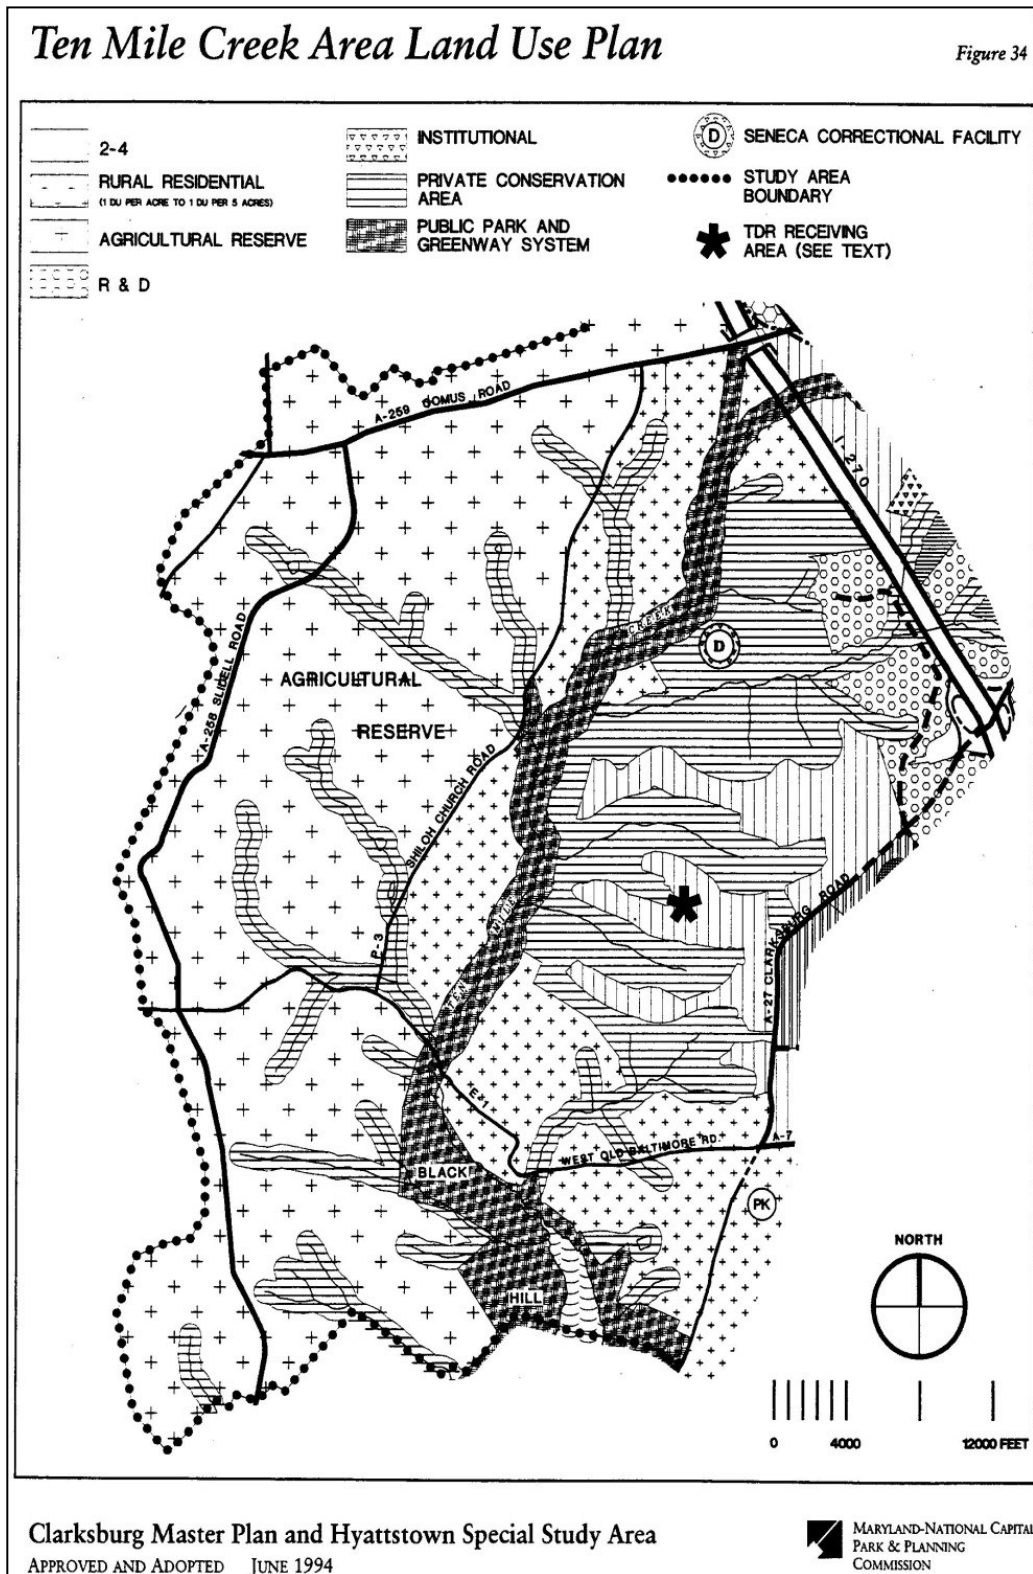 Ten Mile Creek Area Land Use Plan
Figure 34
2-4
RURAL RESIDENTIAL
(1 DU PER ACRE TO 1 DU PER 5 ACRES)
AGRICULTURAL RESERVE
R & D
INSTITUTIONAL
PRIVATE CONSERVATION
AREA
PUBLIC PARK AND
GREENWAY SYSTEM
D
SENECA CORRECTIONAL FACILITY
STUDY AREA
BOUNDARY
TDR RECEIVING
AREA (SEE TEXT)
A-259 COMUS ROAD
I-270
CREEK
D
A-258 SLIDELL ROAD
AGRICULTURAL
RESERVE
SHILOH CHURCH ROAD
P-3
MILE
TEN
A-27 CLARKSBURG ROAD
E-1
WEST OLD BALTIMORE RD.
A-7
BLACK
PK
HILL
NORTH
0 4000 12000 FEET
Clarksburg Master Plan and Hyattstown Special Study Area
APPROVED AND ADOPTED JUNE 1994
MARYLAND-NATIONAL CAPITAL
PARK & PLANNING
COMMISSION